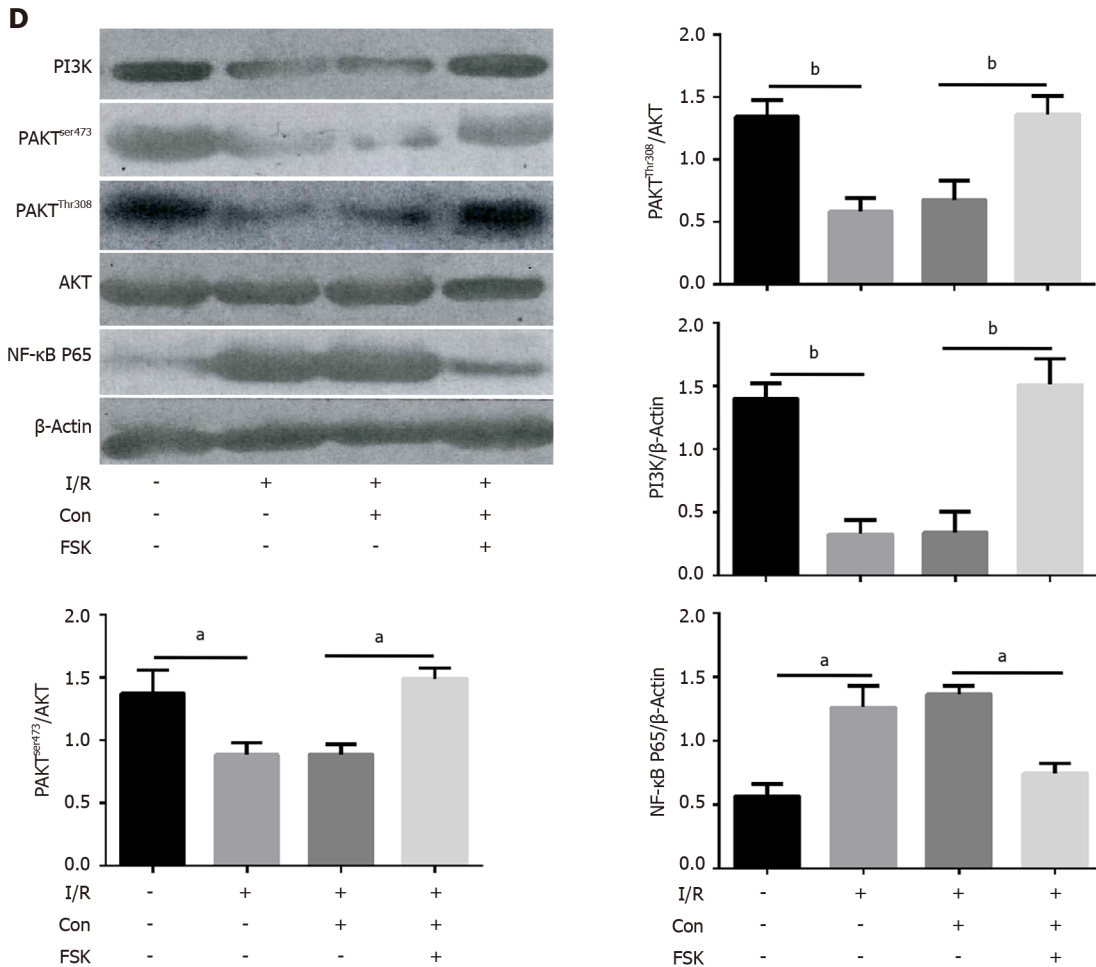 D
PI3K
PAKTser473
PAKTThr308
AKT
NF-κB P65
β-Actin
I/R - + + +
Con - - + +
FSK - - - +
PAKTThr308/AKT
2.0
1.5
1.0
0.5
0.0
b
b
PI3K/β-Actin
2.0
1.5
1.0
0.5
0.0
b
b
PAKTser473/AKT
2.0
1.5
1.0
0.5
0.0
a
a
I/R - + + +
Con - - + +
FSK - - - +
NF-κB P65/β-Actin
2.0
1.5
1.0
0.5
0.0
a
a
I/R - + + +
Con - - + +
FSK - - - +